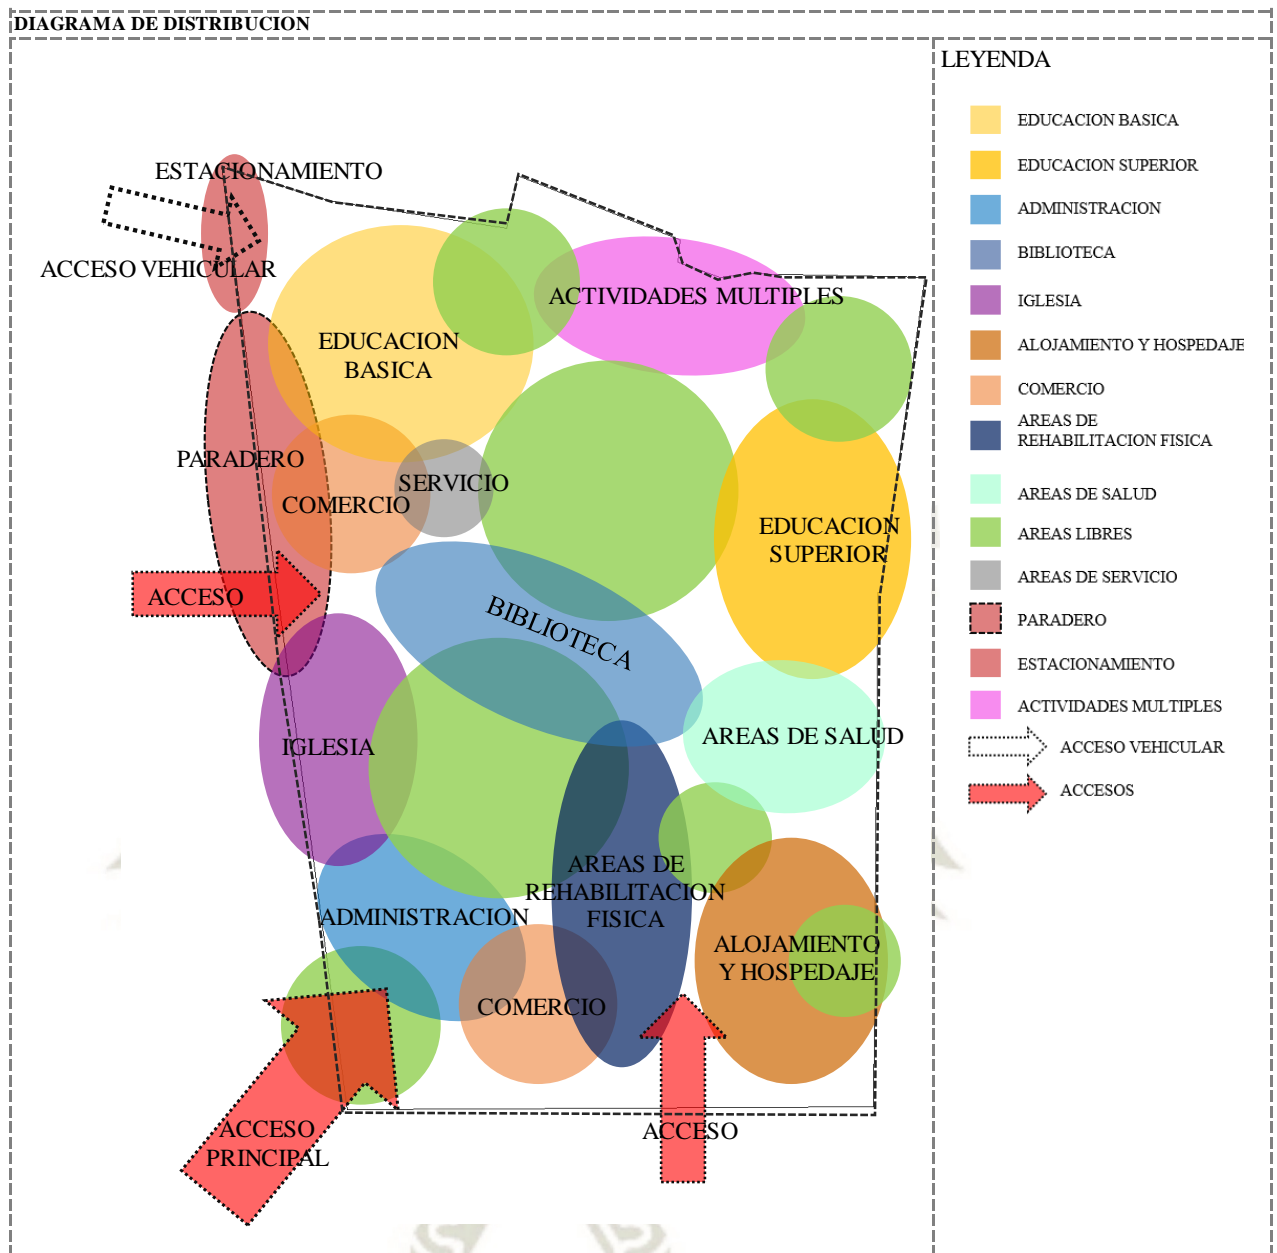 DIAGRAMA DE DISTRIBUCION
LEYENDA
EDUCACION BASICA
EDUCACION SUPERIOR
ADMINISTRACION
BIBLIOTECA
IGLESIA
ALOJAMIENTO Y HOSPEDAJE
COMERCIO
AREAS DE
REHABILITACION FISICA
AREAS DE SALUD
AREAS LIBRES
AREAS DE SERVICIO
PARADERO
ESTACIONAMIENTO
ACTIVIDADES MULTIPLES
ACCESO VEHICULAR
ACCESOS
ESTACIONAMIENTO
ACCESO VEHICULAR
ACTIVIDADES MULTIPLES
EDUCACION
BASICA
PARADERO
SERVICIO
COMERCIO
EDUCACION
SUPERIOR
ACCESO
BIBLIOTECA
IGLESIA
AREAS DE SALUD
AREAS DE
REHABILITACION
FISICA
ADMINISTRACION
ALOJAMIENTO
Y HOSPEDAJE
COMERCIO
ACCESO
PRINCIPAL
ACCESO